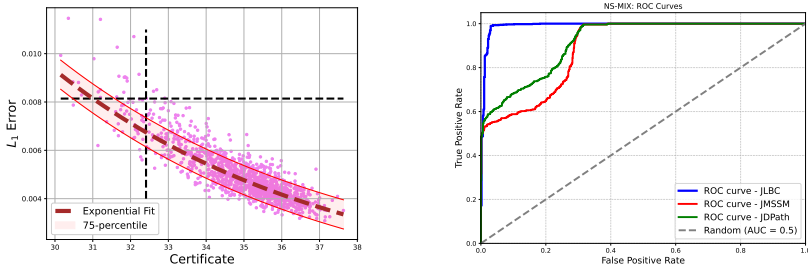 0.010
0.008
0.006
0.004
L₁ Error
Exponential Fit
75-percentile
30 31 32 33 34 35 36 37 38
Certificate
NS-MIX: ROC Curves
1.0
0.8
0.6
0.4
0.2
0.0
True Positive Rate
ROC curve - JLBC
ROC curve - JMSSM
ROC curve - JDPath
Random (AUC = 0.5)
0.0 0.2 0.4 0.6 0.8 1.0
False Positive Rate